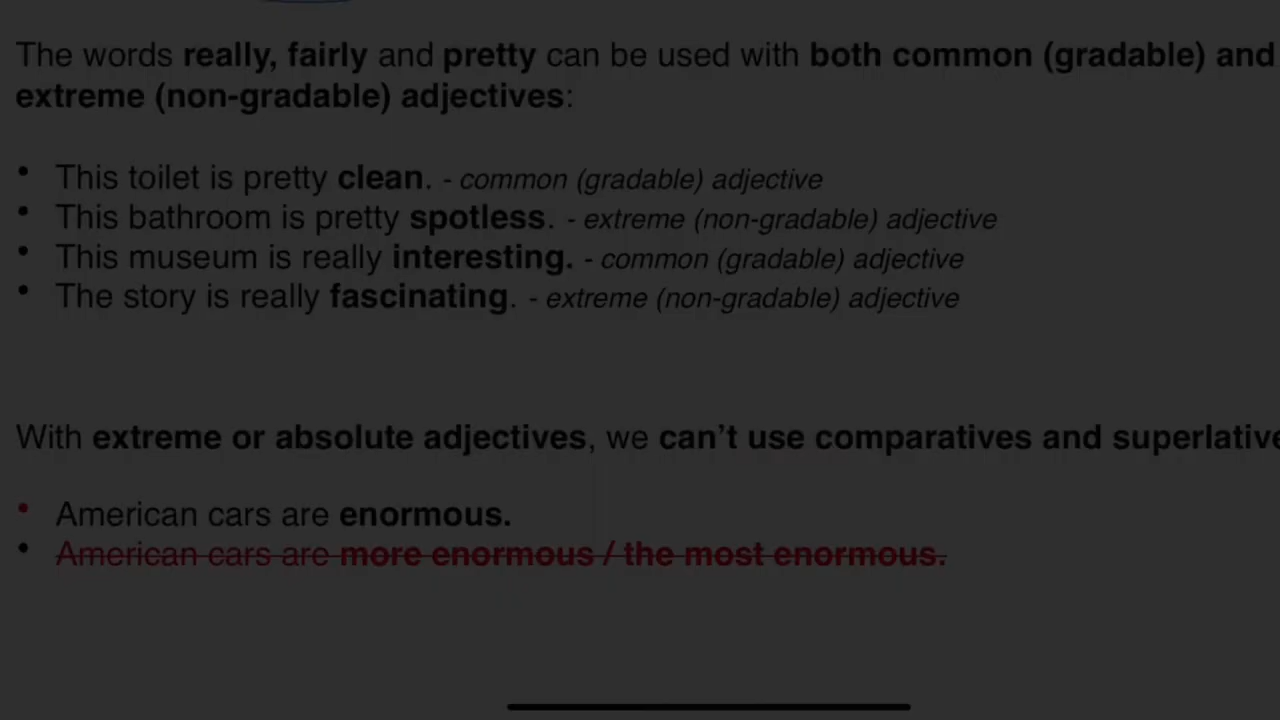 The words really, fairly and pretty can be used with both common (gradable) and
extreme (non-gradable) adjectives:
• This toilet is pretty clean. - common (gradable) adjective
• This bathroom is pretty spotless. - extreme (non-gradable) adjective
• This museum is really interesting. - common (gradable) adjective
• The story is really fascinating. - extreme (non-gradable) adjective
With extreme or absolute adjectives, we can’t use comparatives and superlative
• American cars are enormous.
• American cars are more enormous / the most enormous.